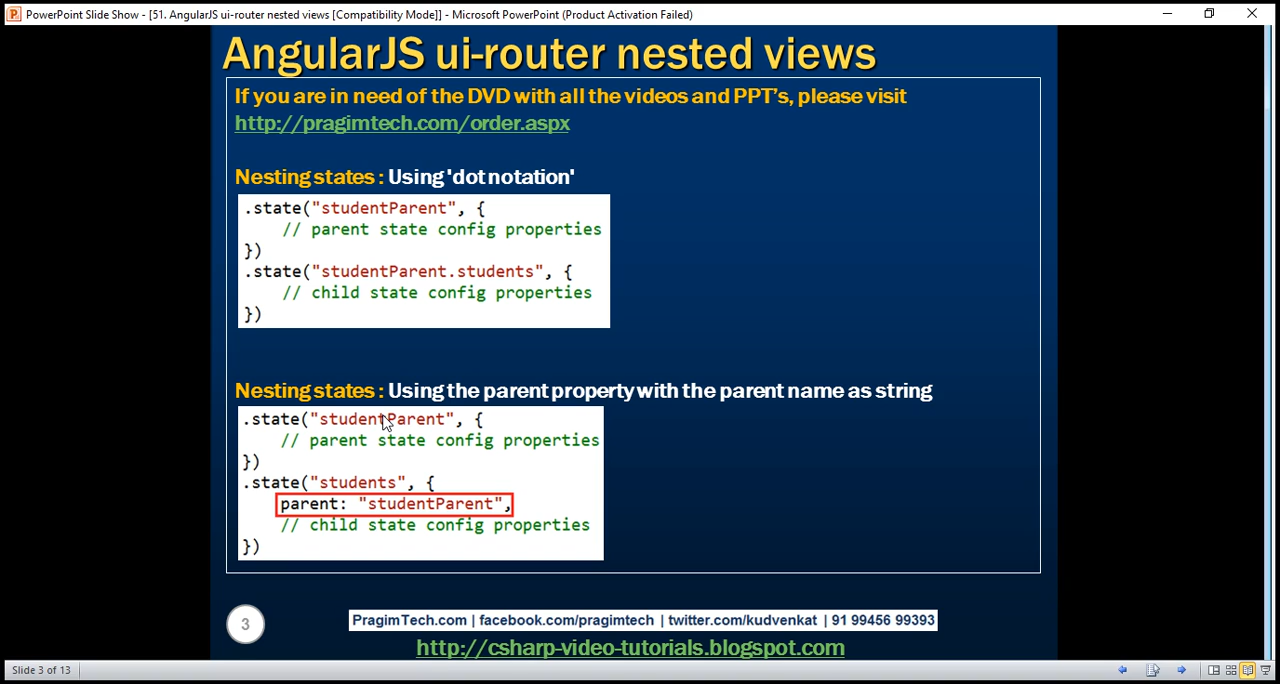 PowerPoint Slide Show - [51. AngularJS ui-router nested views [Compatibility Mode]] - Microsoft PowerPoint (Product Activation Failed)
AngularJS ui-router nested views
If you are in need of the DVD with all the videos and PPT's, please visit
http://pragimtech.com/order.aspx
Nesting states : Using 'dot notation'
.state("studentParent", {
// parent state config properties
})
.state("studentParent.students", {
// child state config properties
})
Nesting states : Using the parent property with the parent name as string
.state("studentParent", {
// parent state config properties
})
.state("students", {
parent: "studentParent",
// child state config properties
})
3
PragimTech.com | facebook.com/pragimtech | twitter.com/kudvenkat | 91 99456 99393
http://csharp-video-tutorials.blogspot.com
Slide 3 of 13